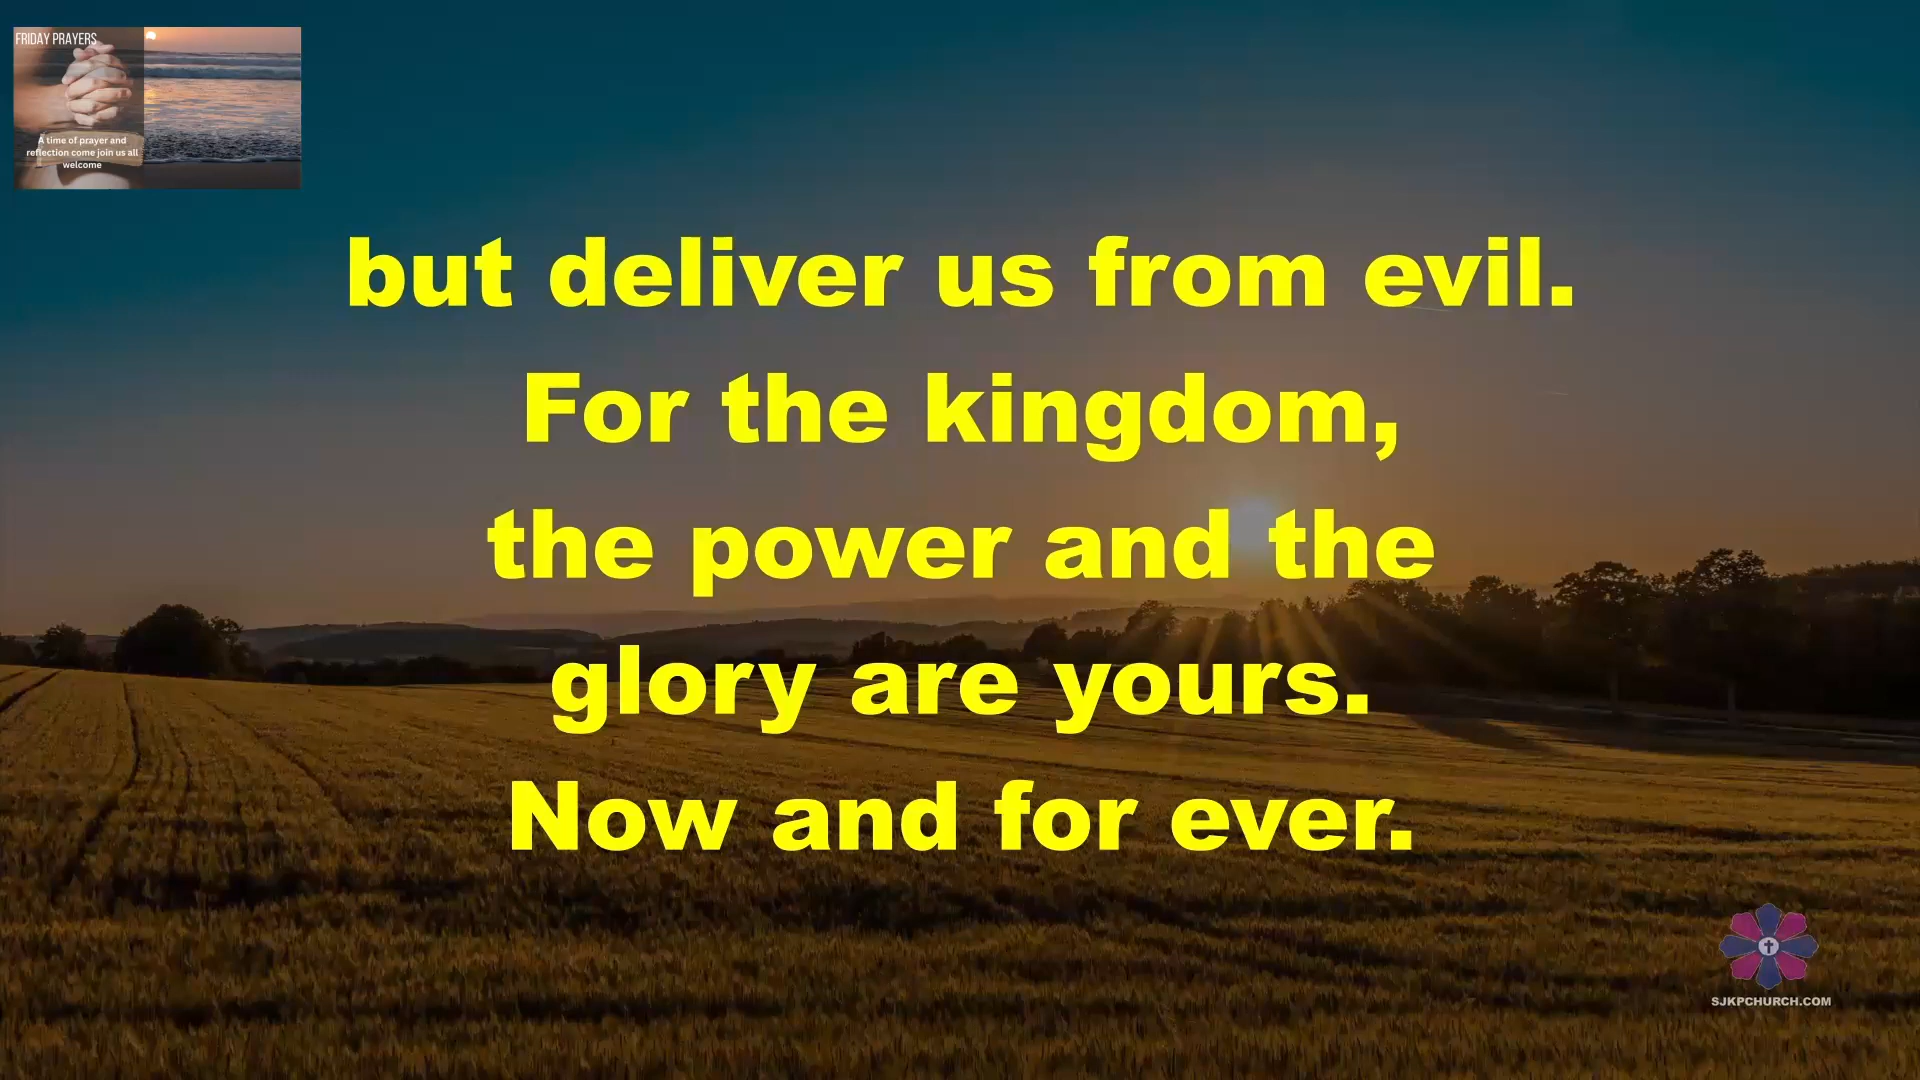 FRIDAY PRAYERS
A time of prayer and
reflection come join us all
welcome
but deliver us from evil.
For the kingdom,
the power and the
glory are yours.
Now and for ever.
SJKPCHURCH.COM